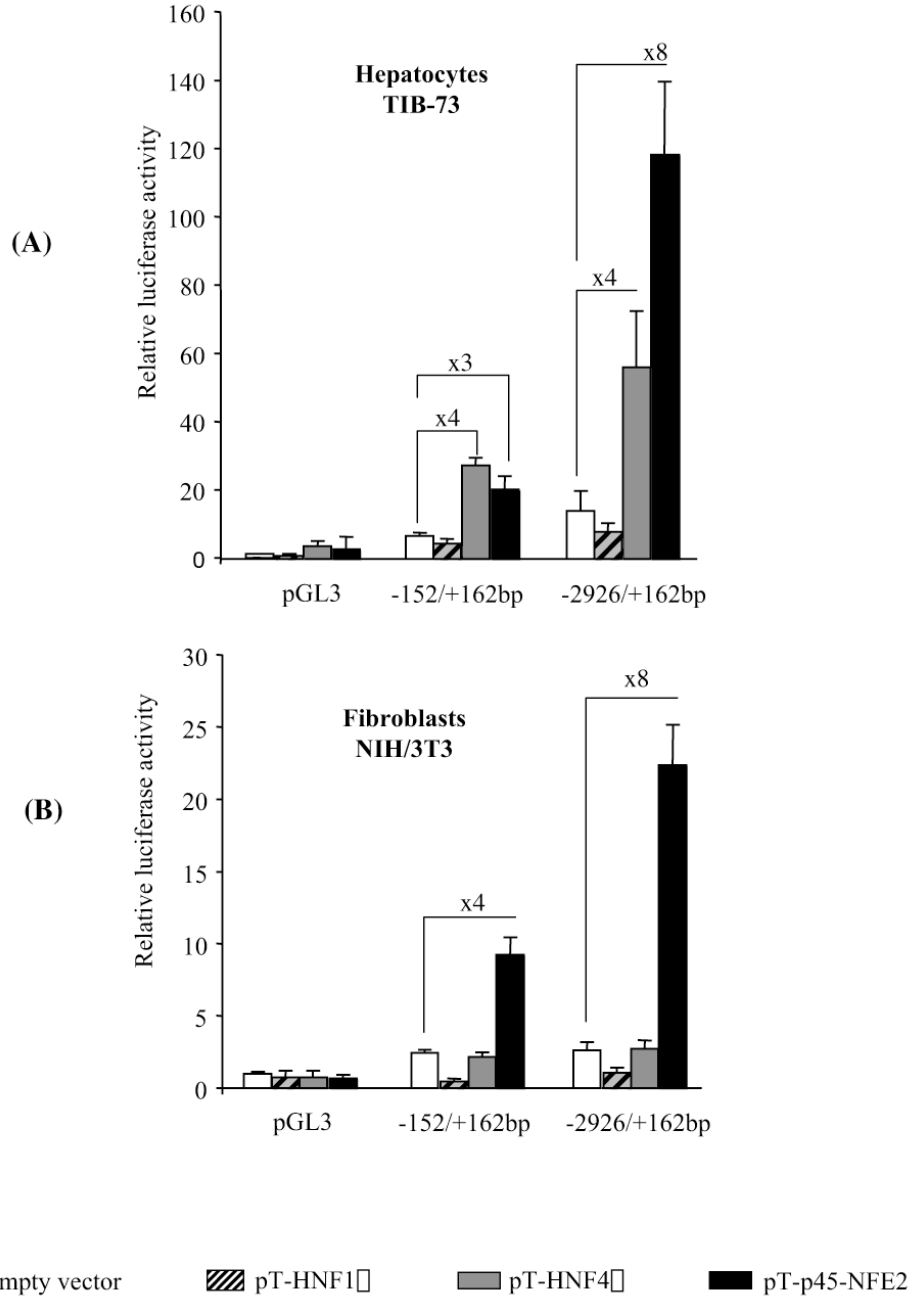 160
140
120
100
80
60
40
20
0
Relative luciferase activity
(A)
Hepatocytes
TIB-73
x8
x4
x3
x4
pGL3
-152/+162bp
-2926/+162bp
30
25
20
15
10
5
0
Relative luciferase activity
(B)
Fibroblasts
NIH/3T3
x8
x4
pGL3
-152/+162bp
-2926/+162bp
mpty vector
pT-HNF1▯
pT-HNF4▯
pT-p45-NFE2